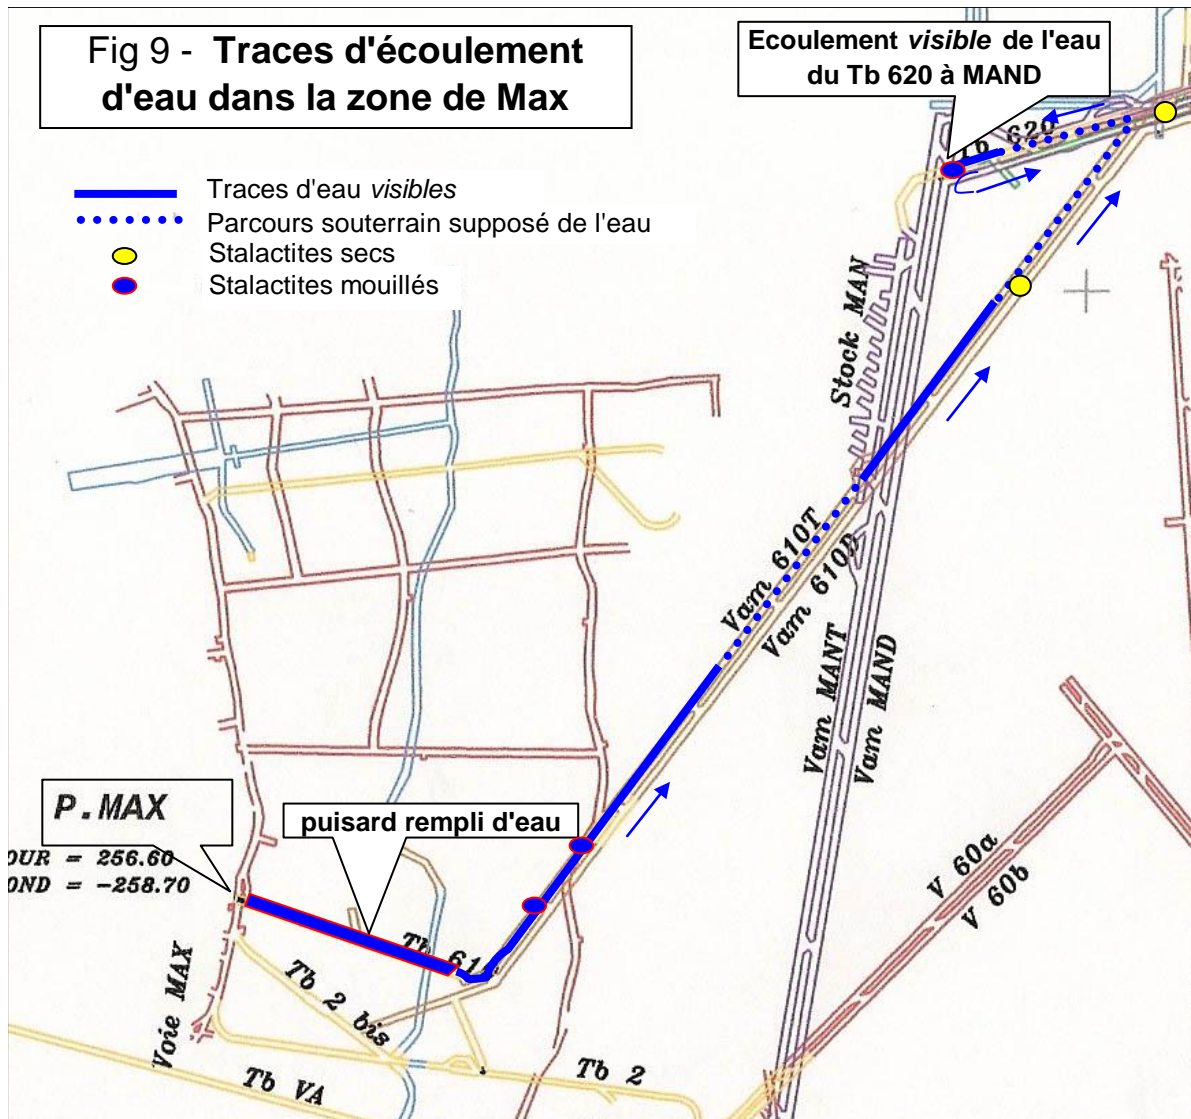 Fig 9 - Traces d'écoulement
d'eau dans la zone de Max
Ecoulement visible de l'eau
du Tb 620 à MAND
Traces d'eau visibles
Parcours souterrain supposé de l'eau
Stalactites secs
Stalactites mouillés
Tb 620
Stock MAN
Vam 610T
Vam 610D
Vam MANT
Vam MAND
P.MAX
puisard rempli d'eau
OUR = 256.60
OND = -258.70
V 60a
V 60b
Voie MAX
Tb 2 bis
Tb VA
Tb 2